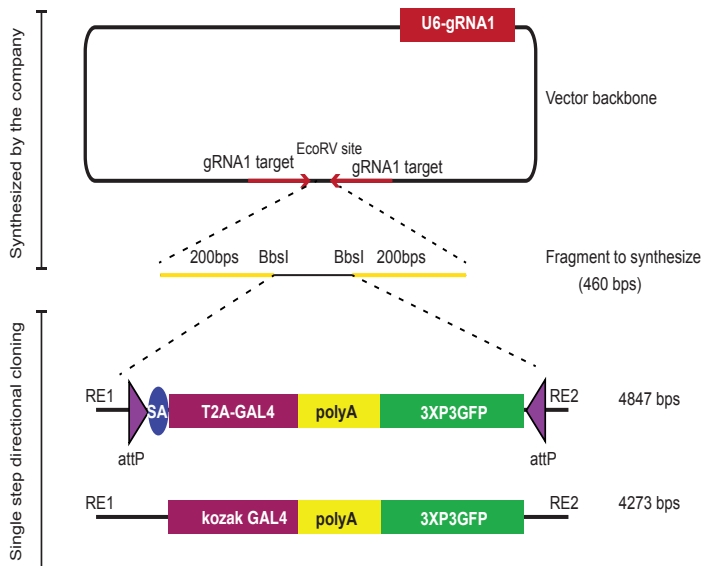 Synthesized by the company
U6-gRNA1
Vector backbone
EcoRV site
gRNA1 target
gRNA1 target
200bps
BbsI
BbsI
200bps
Fragment to synthesize
(460 bps)
Single step directional cloning
RE1
SA
T2A-GAL4
polyA
3XP3GFP
RE2
4847 bps
attP
attP
RE1
kozak GAL4
polyA
3XP3GFP
RE2
4273 bps